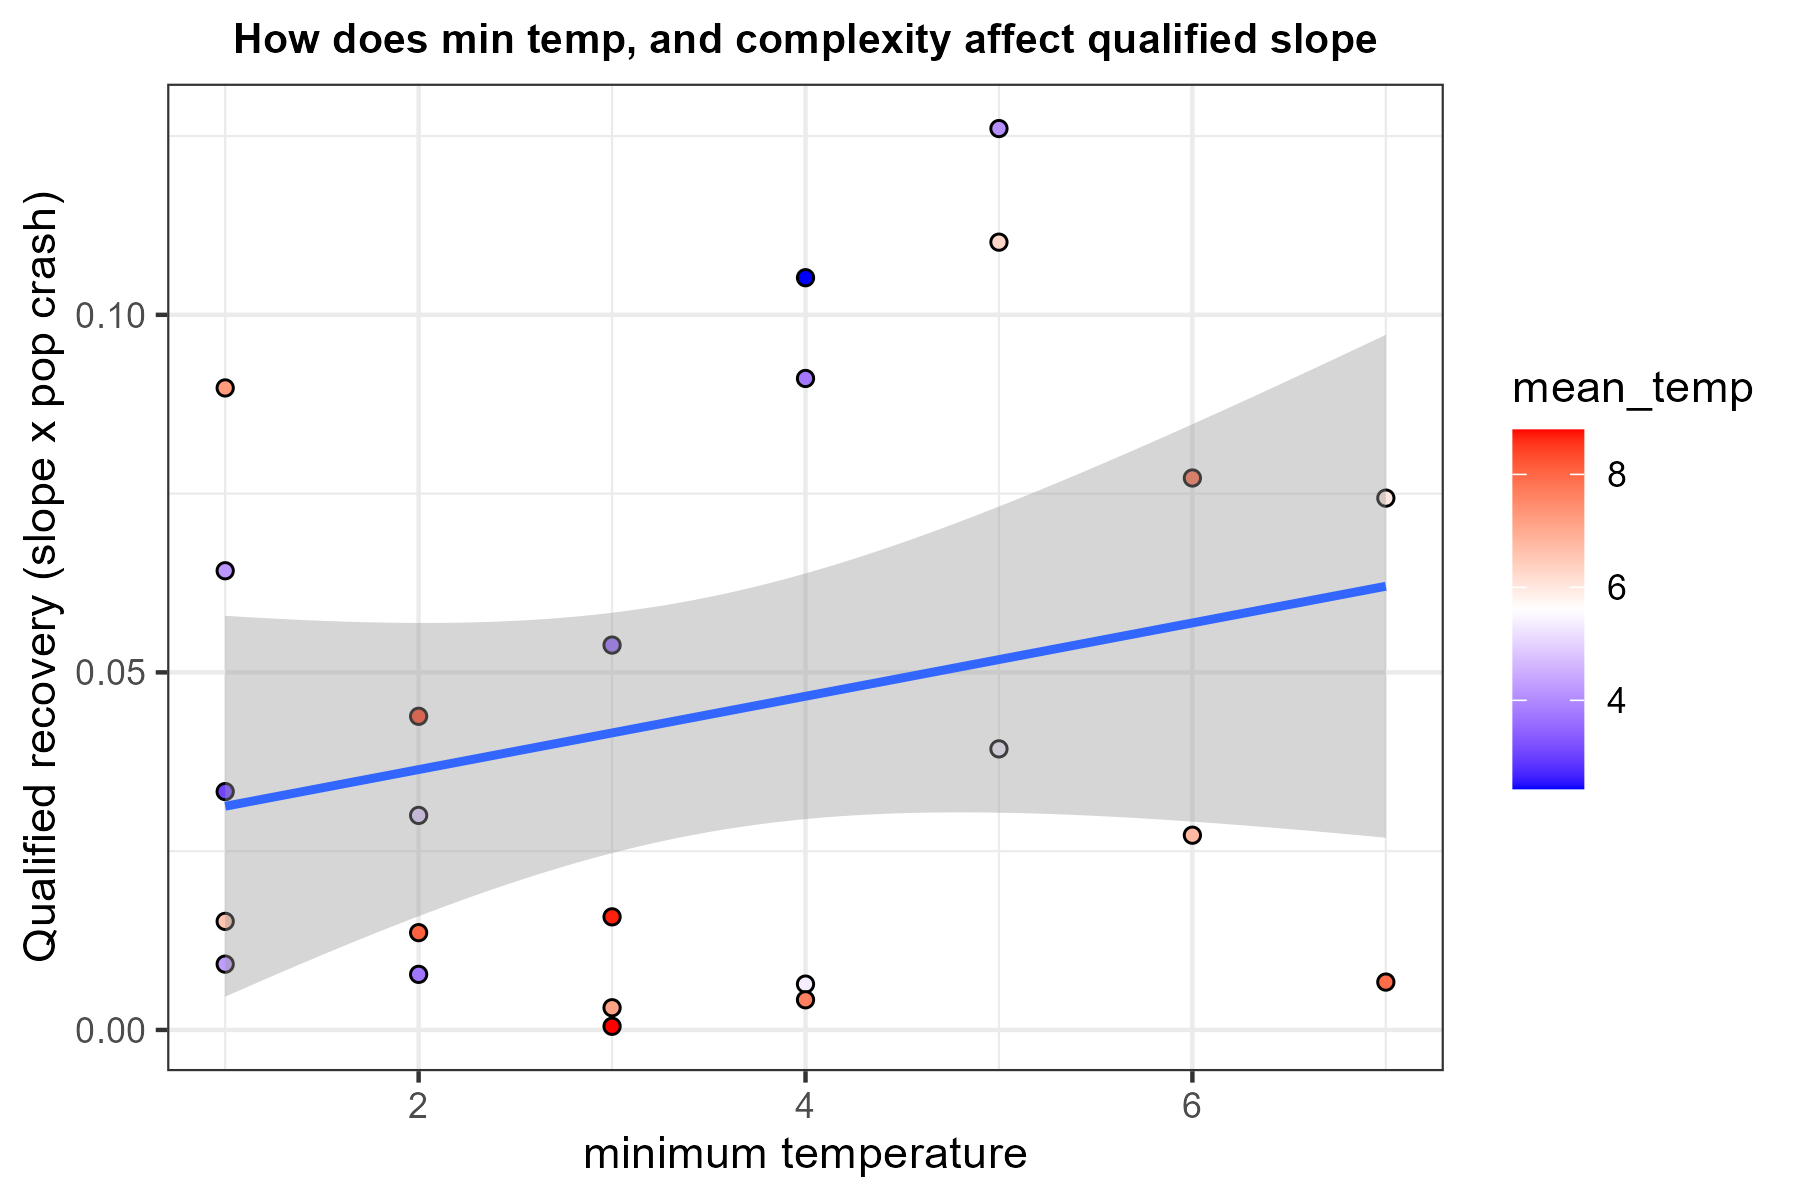 How does min temp, and complexity affect qualified slope
Qualified recovery (slope x pop crash)
0.10
0.05
0.00
2
4
6
minimum temperature
mean_temp
8
6
4